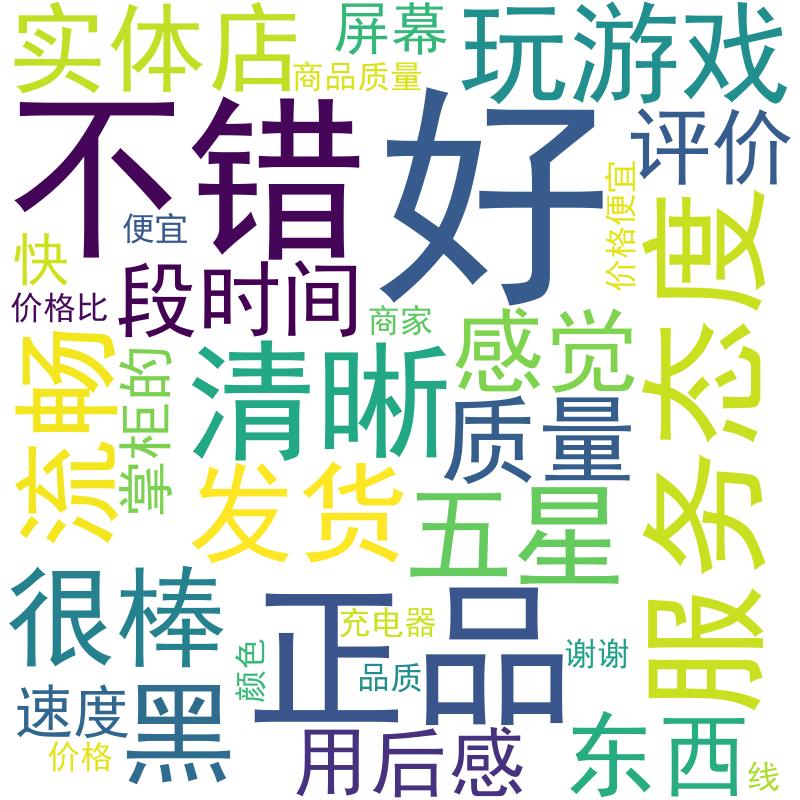 实体店
屏幕
玩游戏
商品质量
不错
好
评价
便宜
价格便宜
服务态度
快
段时间
价格比
商家
感觉
流畅
掌柜的
清晰
质量
发货
五星
很棒
正品
充电器
颜色
品质
谢谢
速度
黑
价格
用后感
东西
线